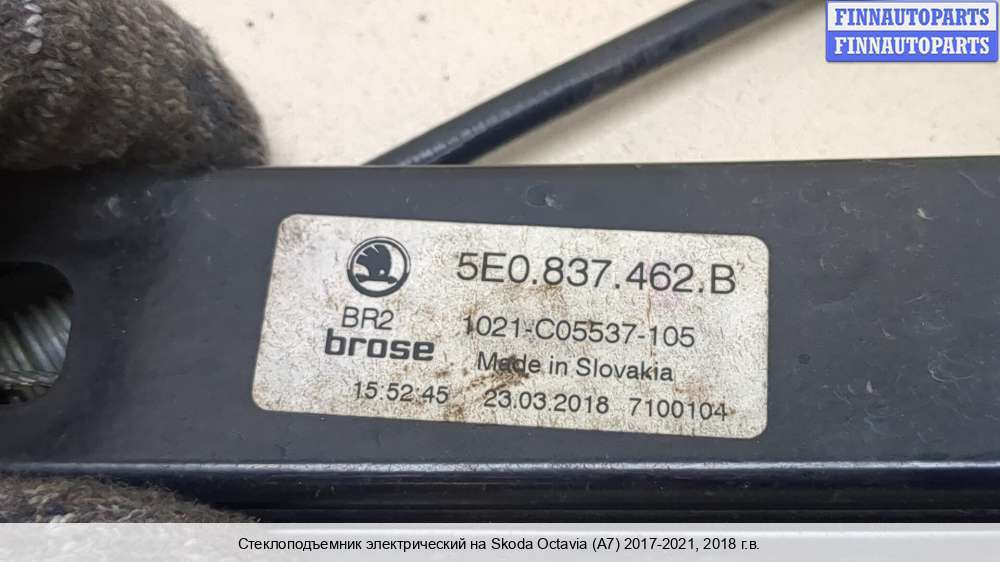 FINNAUTOPARTS
FINNAUTOPARTS
5E0.837.462.B
BR2
1021-C05537-105
brose
Made in Slovakia
15:52:45 23.03.2018 7100104
Стеклоподъемник электрический на Skoda Octavia (A7) 2017-2021, 2018 г.в.